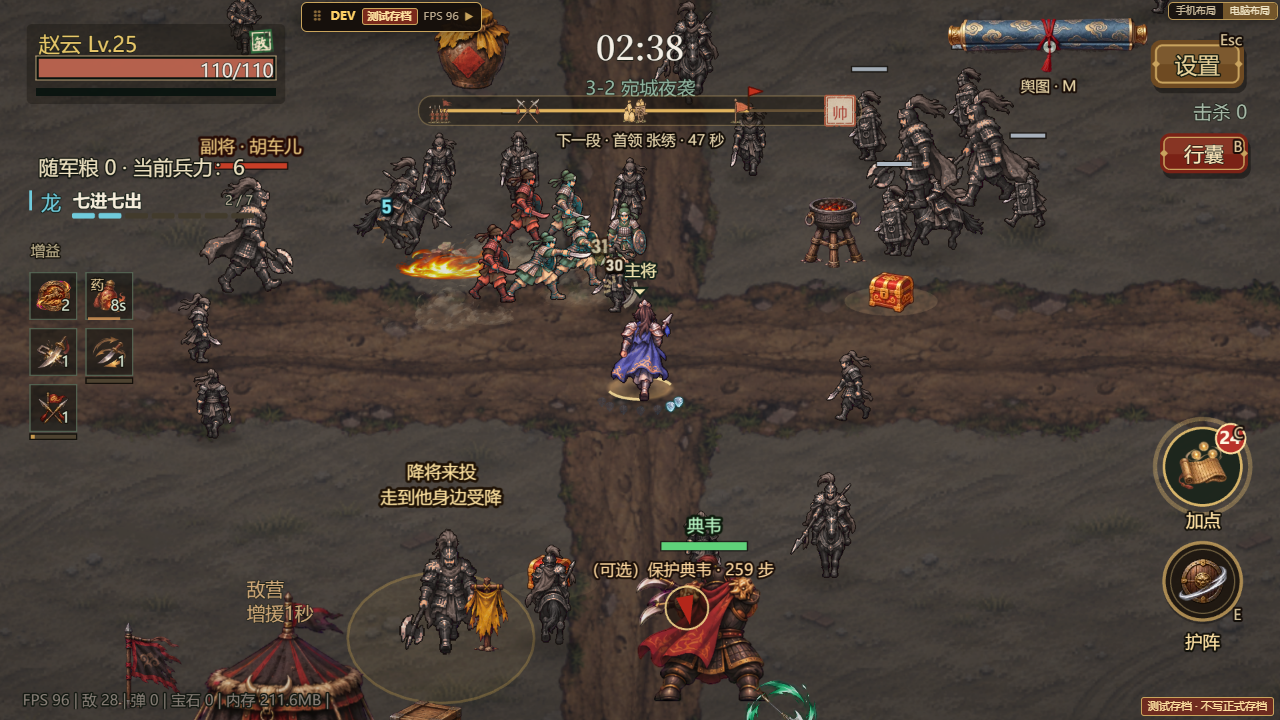 DEV 测试存档 FPS 96 ▶
手机布局 电脑布局
赵云 Lv.25
110/110
02:38
3-2 宛城夜袭
帅
下一段 · 首领 张绣 · 47 秒
舆图 · M
Esc
设置
击杀 0
行囊 B
副将 · 胡车儿
随军粮 0 · 当前兵力: 6
龙 七进七出 2/7
增益
2
药 8s
1
1
1
5
31
30
主将
降将来投
走到他身边受降
典韦
(可选) 保护典韦 · 259 步
敌营
增援1秒
加点
E
护阵
FPS 96 | 敌 28 | 弹 0 | 宝石 0 | 内存 211.6MB |
测试存档 · 不写正式存档